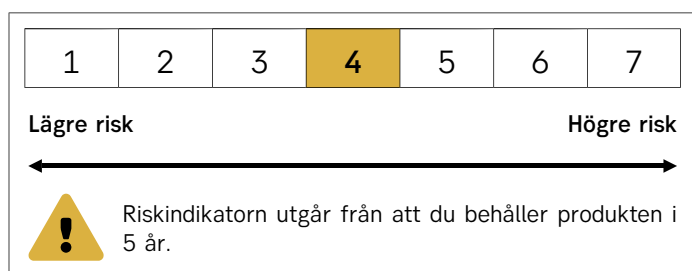 1 2 3 4 5 6 7
Lägre risk Högre risk
Riskindikatorn utgår från att du behåller produkten i
5 år.